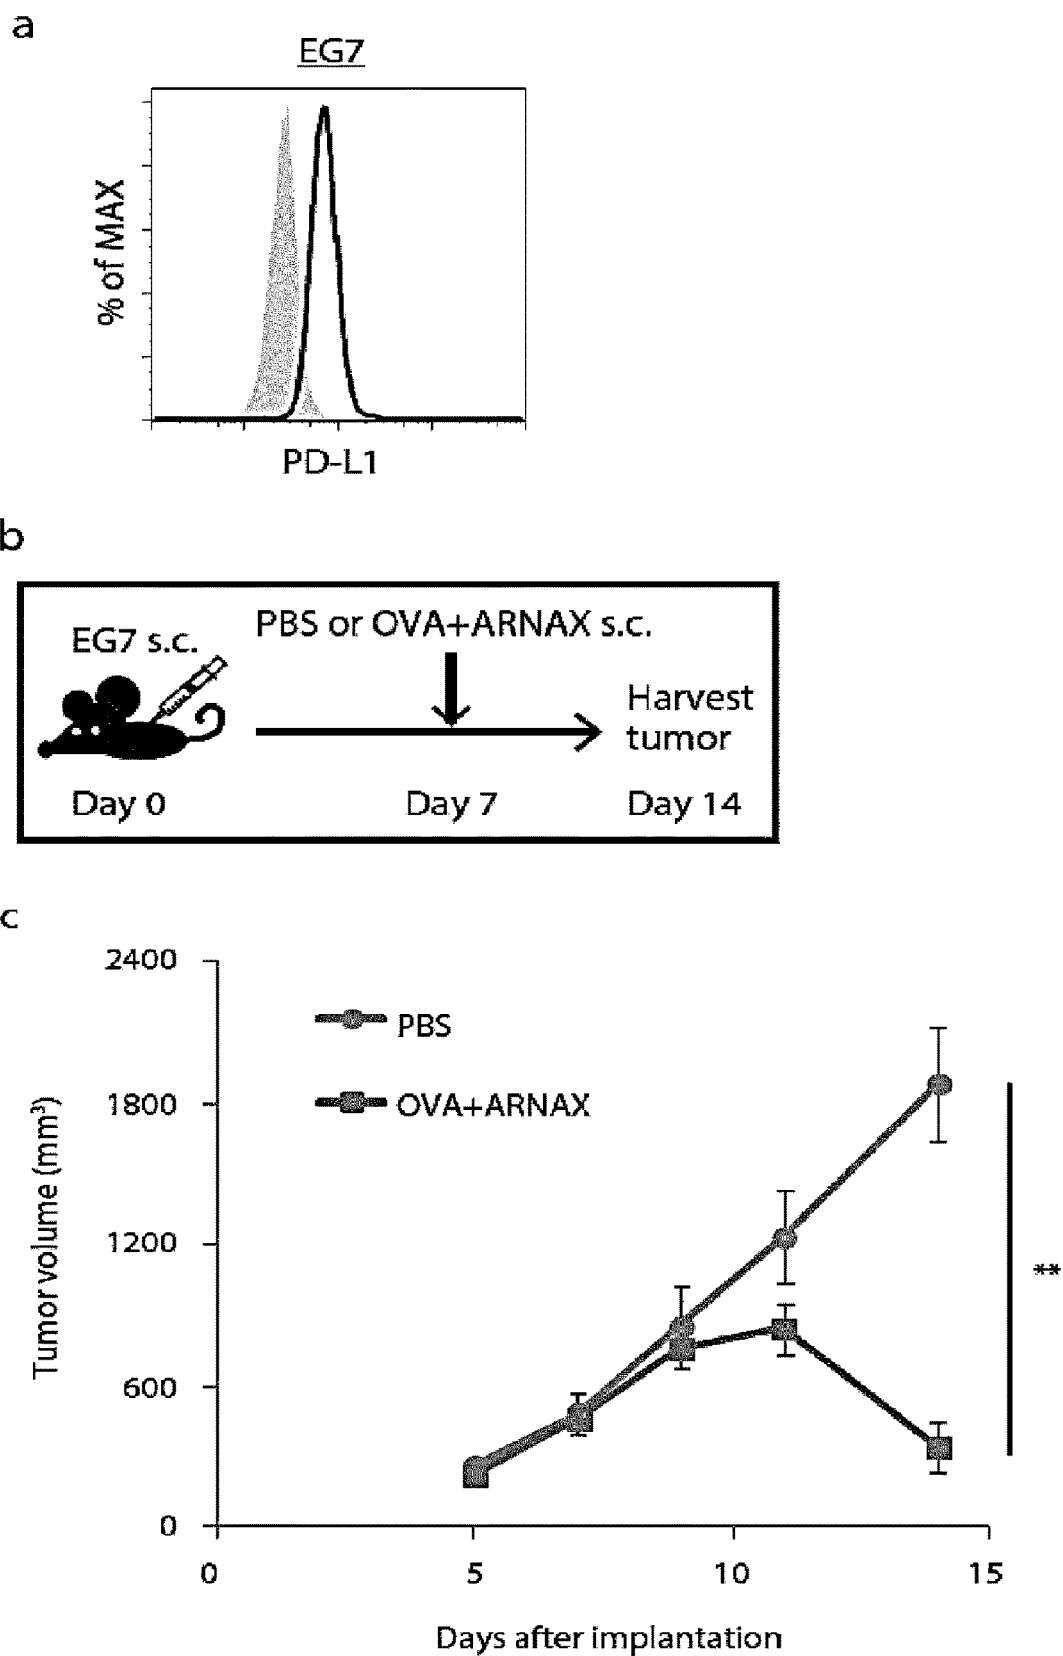 a
EG7
% of MAX
PD-L1
b
EG7 s.c.
PBS or OVA+ARNAX s.c.
Harvest
tumor
Day 0
Day 7
Day 14
c
2400
1800
1200
600
0
Tumor volume (mm³)
PBS
OVA+ARNAX
**
0
5
10
15
Days after implantation